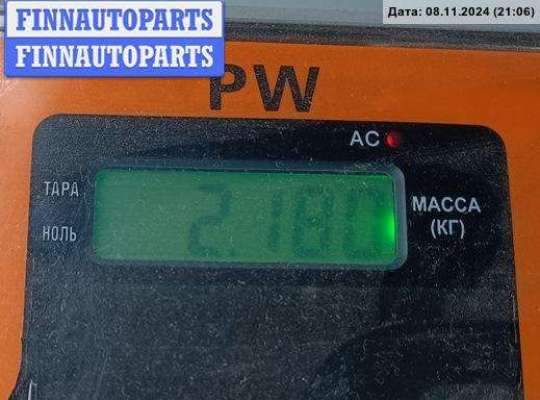 FINNAUTOPARTS
FINNAUTOPARTS
Дата: 08.11.2024 (21:06)
PW
AC
ТАРА
НОЛЬ
2.180
МАССА
(КГ)